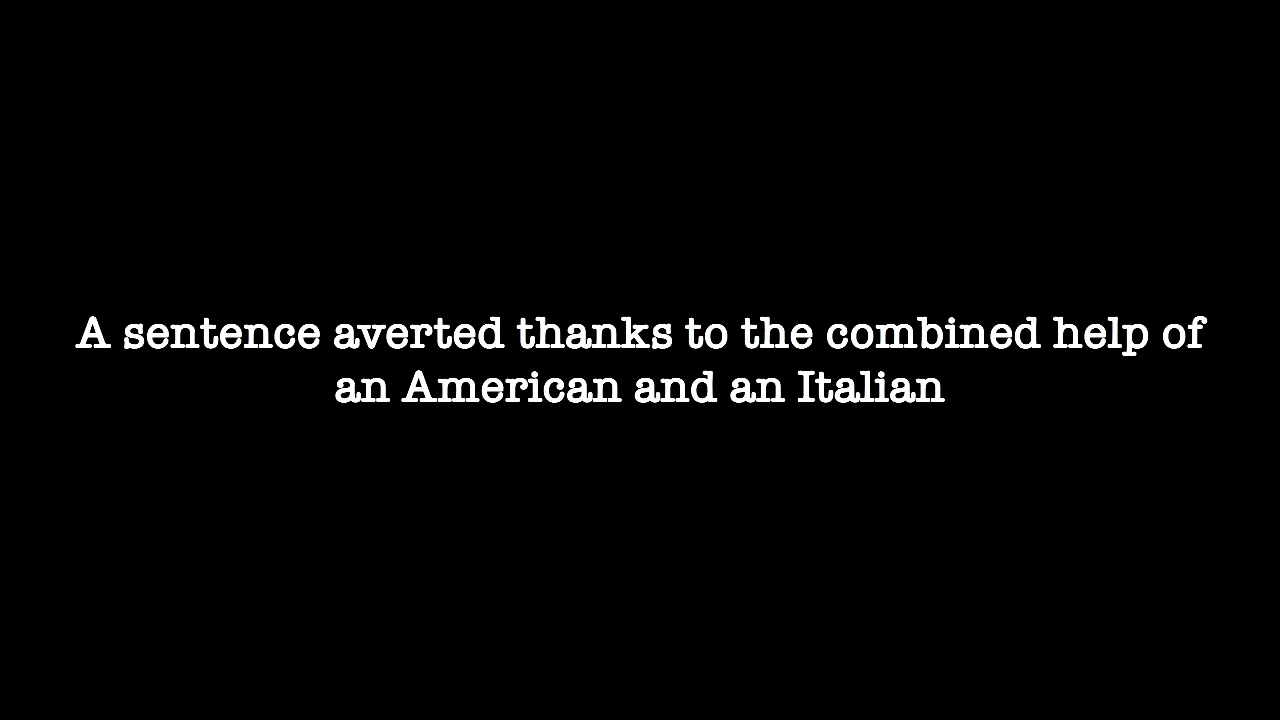 A sentence averted thanks to the combined help of
an American and an Italian